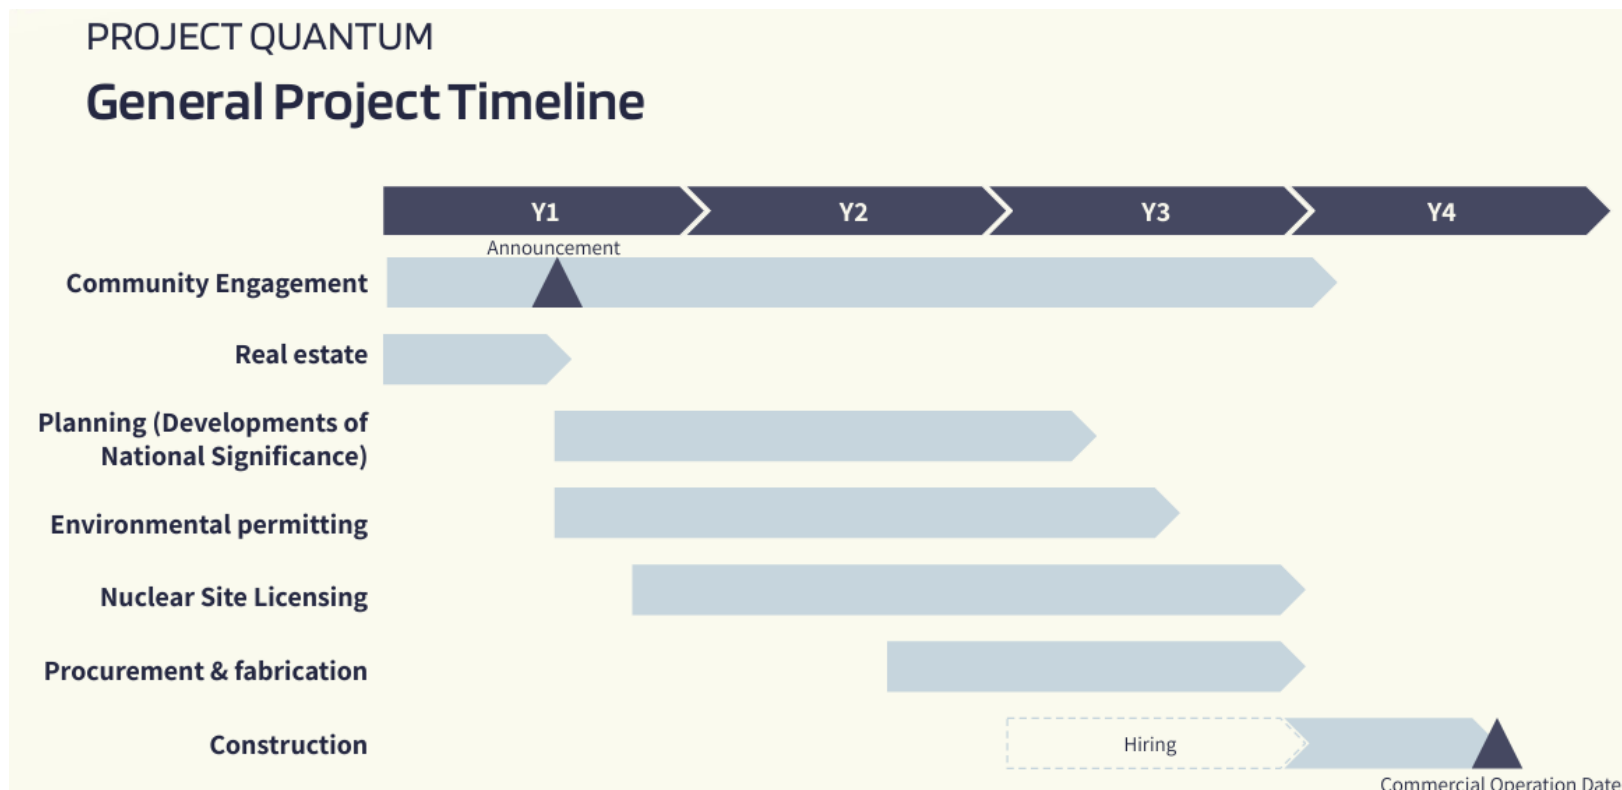 PROJECT QUANTUM
General Project Timeline
Y1
Y2
Y3
Y4
Announcement
Community Engagement
Real estate
Planning (Developments of
National Significance)
Environmental permitting
Nuclear Site Licensing
Procurement & fabrication
Construction
Hiring
Commercial Operation Date